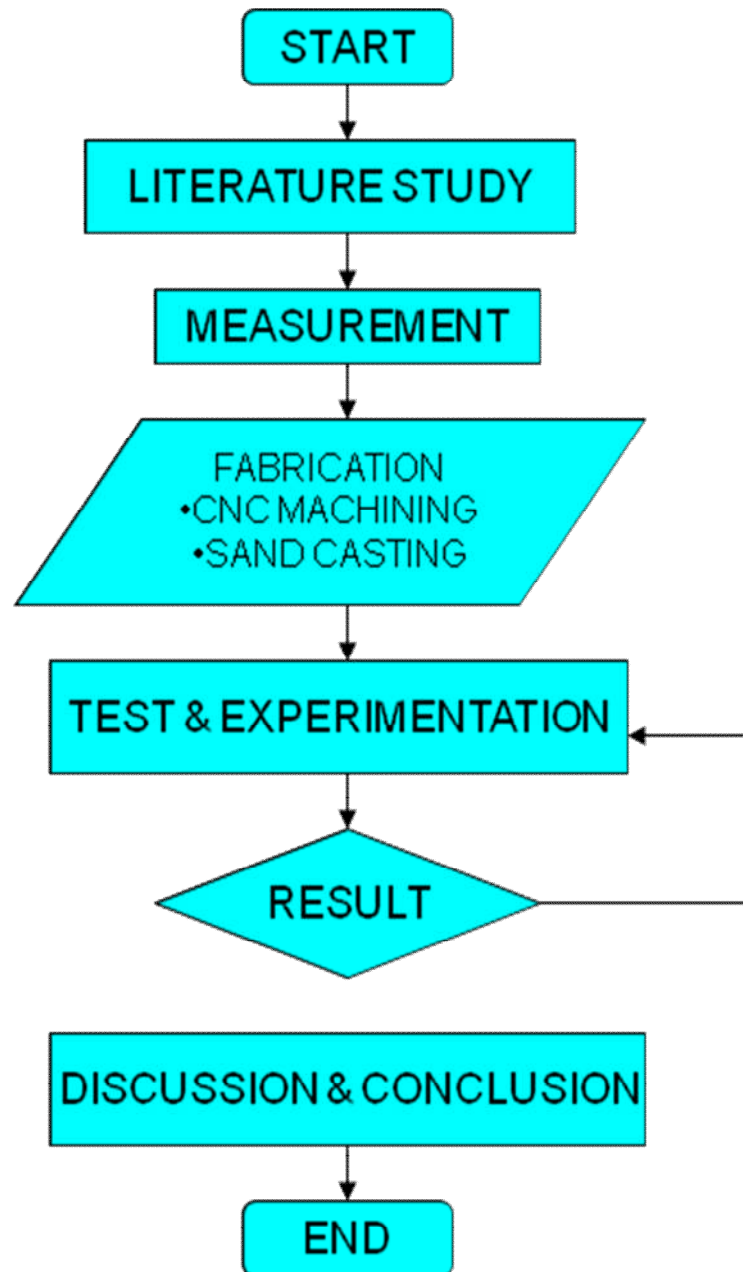 START
LITERATURE STUDY
MEASUREMENT
FABRICATION
•CNC MACHINING
•SAND CASTING
TEST & EXPERIMENTATION
RESULT
DISCUSSION & CONCLUSION
END